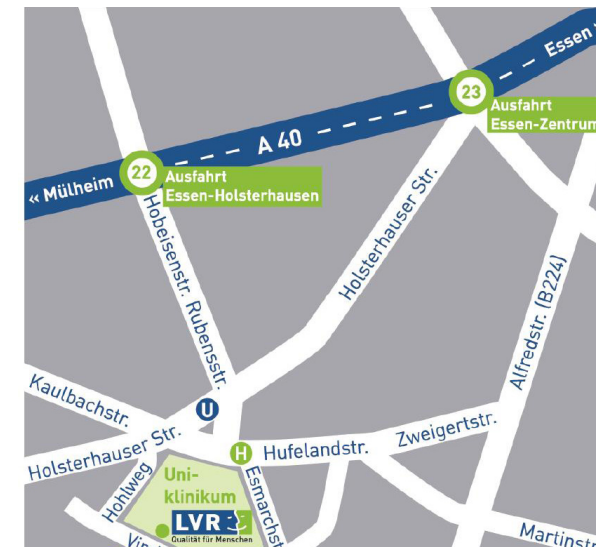 Essen
23
Ausfahrt
Essen-Zentrum
A 40
22
Ausfahrt
Essen-Holsterhausen
« Mülheim
Hobeisenstr.
Rubensstr.
Holsterhauser Str.
Alfredstr. (B224)
Kaulbachstr.
U
Holsterhauser Str.
H
Hufelandstr.
Zweigertstr.
Hohlweg
Uni-
klinikum
Esmarchst
LVR
Qualität für Menschen
Martinstr